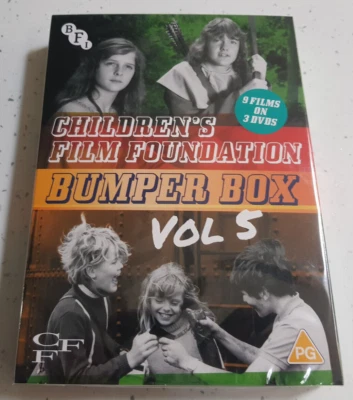 BFI
9 FILMS
ON
3 DVDS
CHILDREN'S
FILM FOUNDATION
BUMPER BOX
VOL 5
CFF
PG